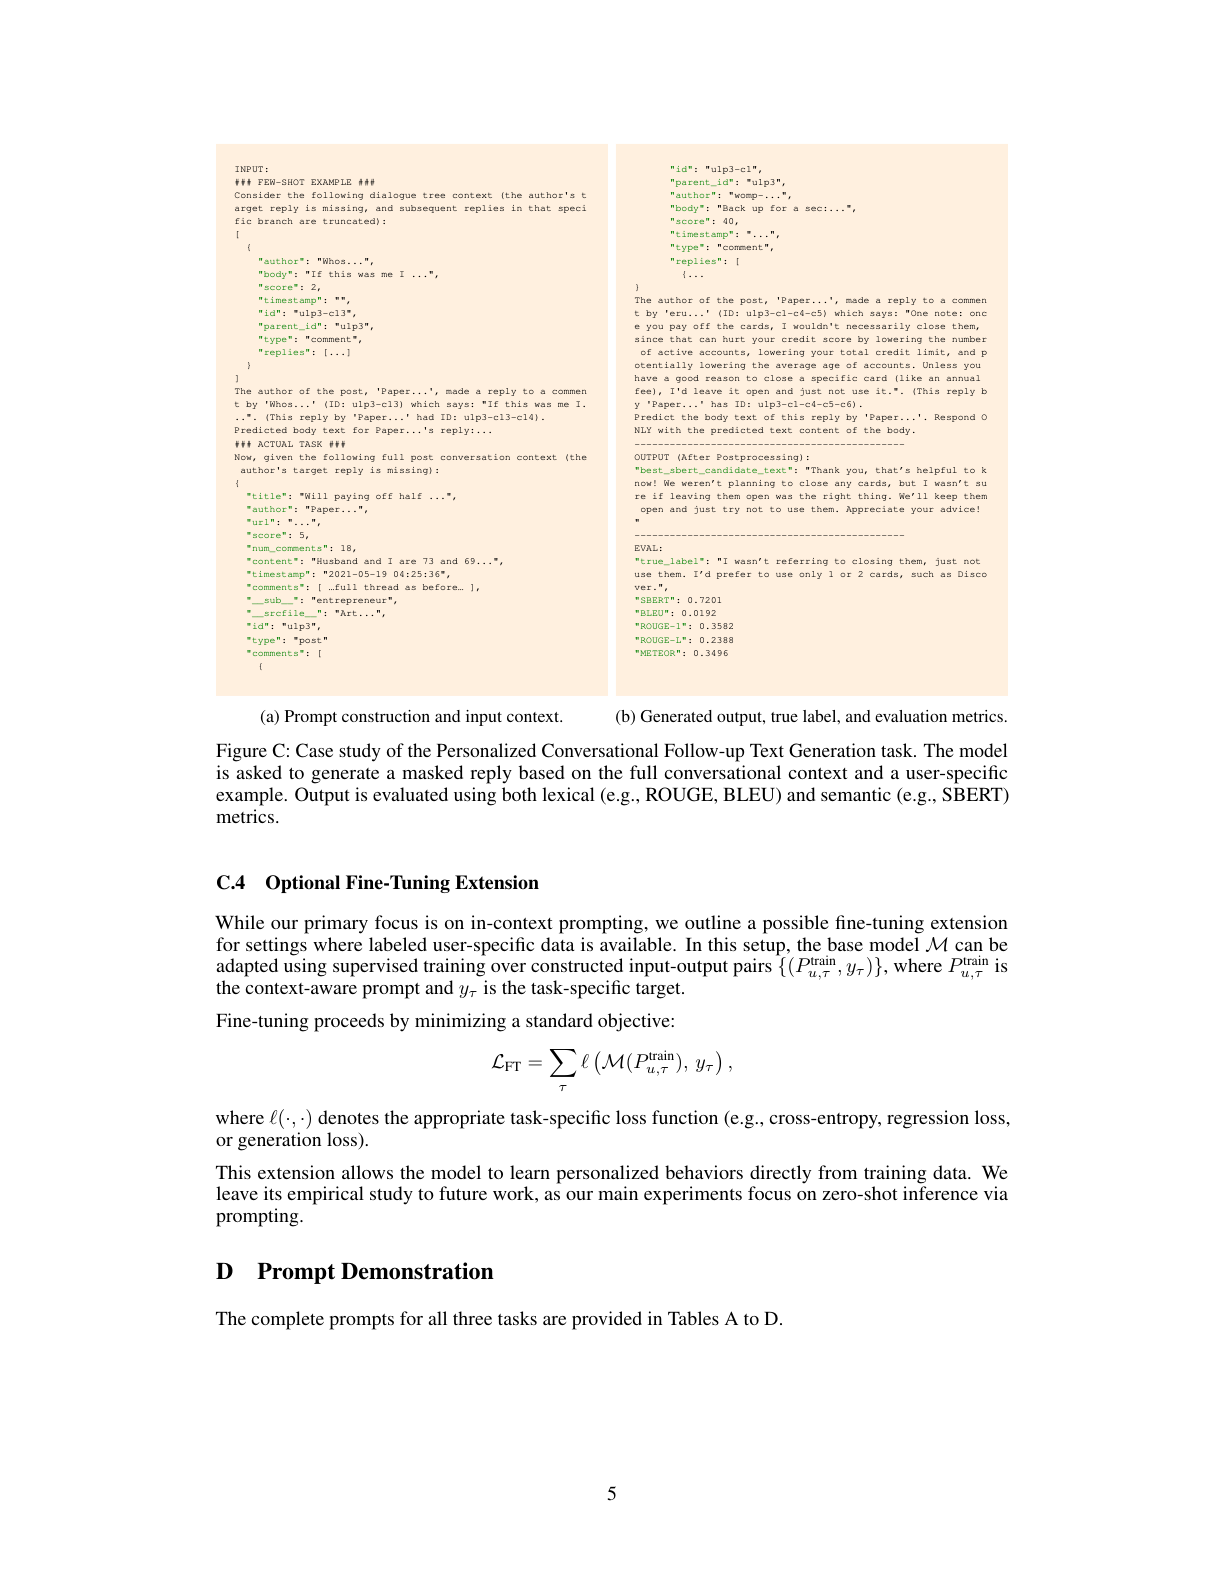 INPUT:
### FEW-SHOT EXAMPLE ###
Consider the following dialogue tree context (the author's t
arget reply is missing, and subsequent replies in that speci
fic branch are truncated):
[
{
"author": "Whos...",
"body": "If this was me I ...",
"score": 2,
"timestamp": "",
"id": "u1p3-c13",
"parent_id": "u1p3",
"type": "comment",
"replies": [...]
}
]
The author of the post, 'Paper...', made a reply to a commen
t by 'Whos...' (ID: u1p3-c13) which says: "If this was me I.
..". (This reply by 'Paper...' had ID: u1p3-c13-c14).
Predicted body text for Paper...'s reply:...
### ACTUAL TASK ###
Now, given the following full post conversation context (the
author's target reply is missing):
{
"title": "Will paying off half ...",
"author": "Paper...",
"url": "...",
"score": 5,
"num_comments": 18,
"content": "Husband and I are 73 and 69...",
"timestamp": "2021-05-19 04:25:36",
"comments": [ …full thread as before… ],
"__sub__": "entrepreneur",
"__srcfile__": "Art...",
"id": "u1p3",
"type": "post"
"comments": [
{
"id": "u1p3-c1",
"parent_id": "u1p3",
"author": "womp-...",
"body": "Back up for a sec:...",
"score": 40,
"timestamp": "...",
"type": "comment",
"replies": [
{...
}
The author of the post, 'Paper...', made a reply to a commen
t by 'eru...' (ID: u1p3-c1-c4-c5) which says: "One note: onc
e you pay off the cards, I wouldn't necessarily close them,
since that can hurt your credit score by lowering the number
of active accounts, lowering your total credit limit, and p
otentially lowering the average age of accounts. Unless you
have a good reason to close a specific card (like an annual
fee), I'd leave it open and just not use it.". (This reply b
y 'Paper...' has ID: u1p3-c1-c4-c5-c6).
Predict the body text of this reply by 'Paper...'. Respond O
NLY with the predicted text content of the body.
----------------------------------------------
OUTPUT (After Postprocessing):
"best_sbert_candidate_text": "Thank you, that’s helpful to k
now! We weren’t planning to close any cards, but I wasn’t su
re if leaving them open was the right thing. We’ll keep them
open and just try not to use them. Appreciate your advice!
"
----------------------------------------------
EVAL:
"true_label": "I wasn’t referring to closing them, just not
use them. I’d prefer to use only 1 or 2 cards, such as Disco
ver.",
"SBERT": 0.7201
"BLEU": 0.0192
"ROUGE-1": 0.3582
"ROUGE-L": 0.2388
"METEOR": 0.3496
(a) Prompt construction and input context.
(b) Generated output, true label, and evaluation metrics.
Figure C: Case study of the Personalized Conversational Follow-up Text Generation task. The model
is asked to generate a masked reply based on the full conversational context and a user-specific
example. Output is evaluated using both lexical (e.g., ROUGE, BLEU) and semantic (e.g., SBERT)
metrics.
C.4 Optional Fine-Tuning Extension
While our primary focus is on in-context prompting, we outline a possible fine-tuning extension
for settings where labeled user-specific data is available. In this setup, the base model $\mathcal{M}$ can be
adapted using supervised training over constructed input-output pairs $\{(P_{u,\tau}^{\text{train}}, y_\tau)\}$, where $P_{u,\tau}^{\text{train}}$ is
the context-aware prompt and $y_\tau$ is the task-specific target.
Fine-tuning proceeds by minimizing a standard objective:
$\mathcal{L}_{\text{FT}} = \sum_{\tau} \ell \left( \mathcal{M}(P_{u,\tau}^{\text{train}}), y_\tau \right),$
where $\ell(\cdot, \cdot)$ denotes the appropriate task-specific loss function (e.g., cross-entropy, regression loss,
or generation loss).
This extension allows the model to learn personalized behaviors directly from training data. We
leave its empirical study to future work, as our main experiments focus on zero-shot inference via
prompting.
D Prompt Demonstration
The complete prompts for all three tasks are provided in Tables A to D.
5